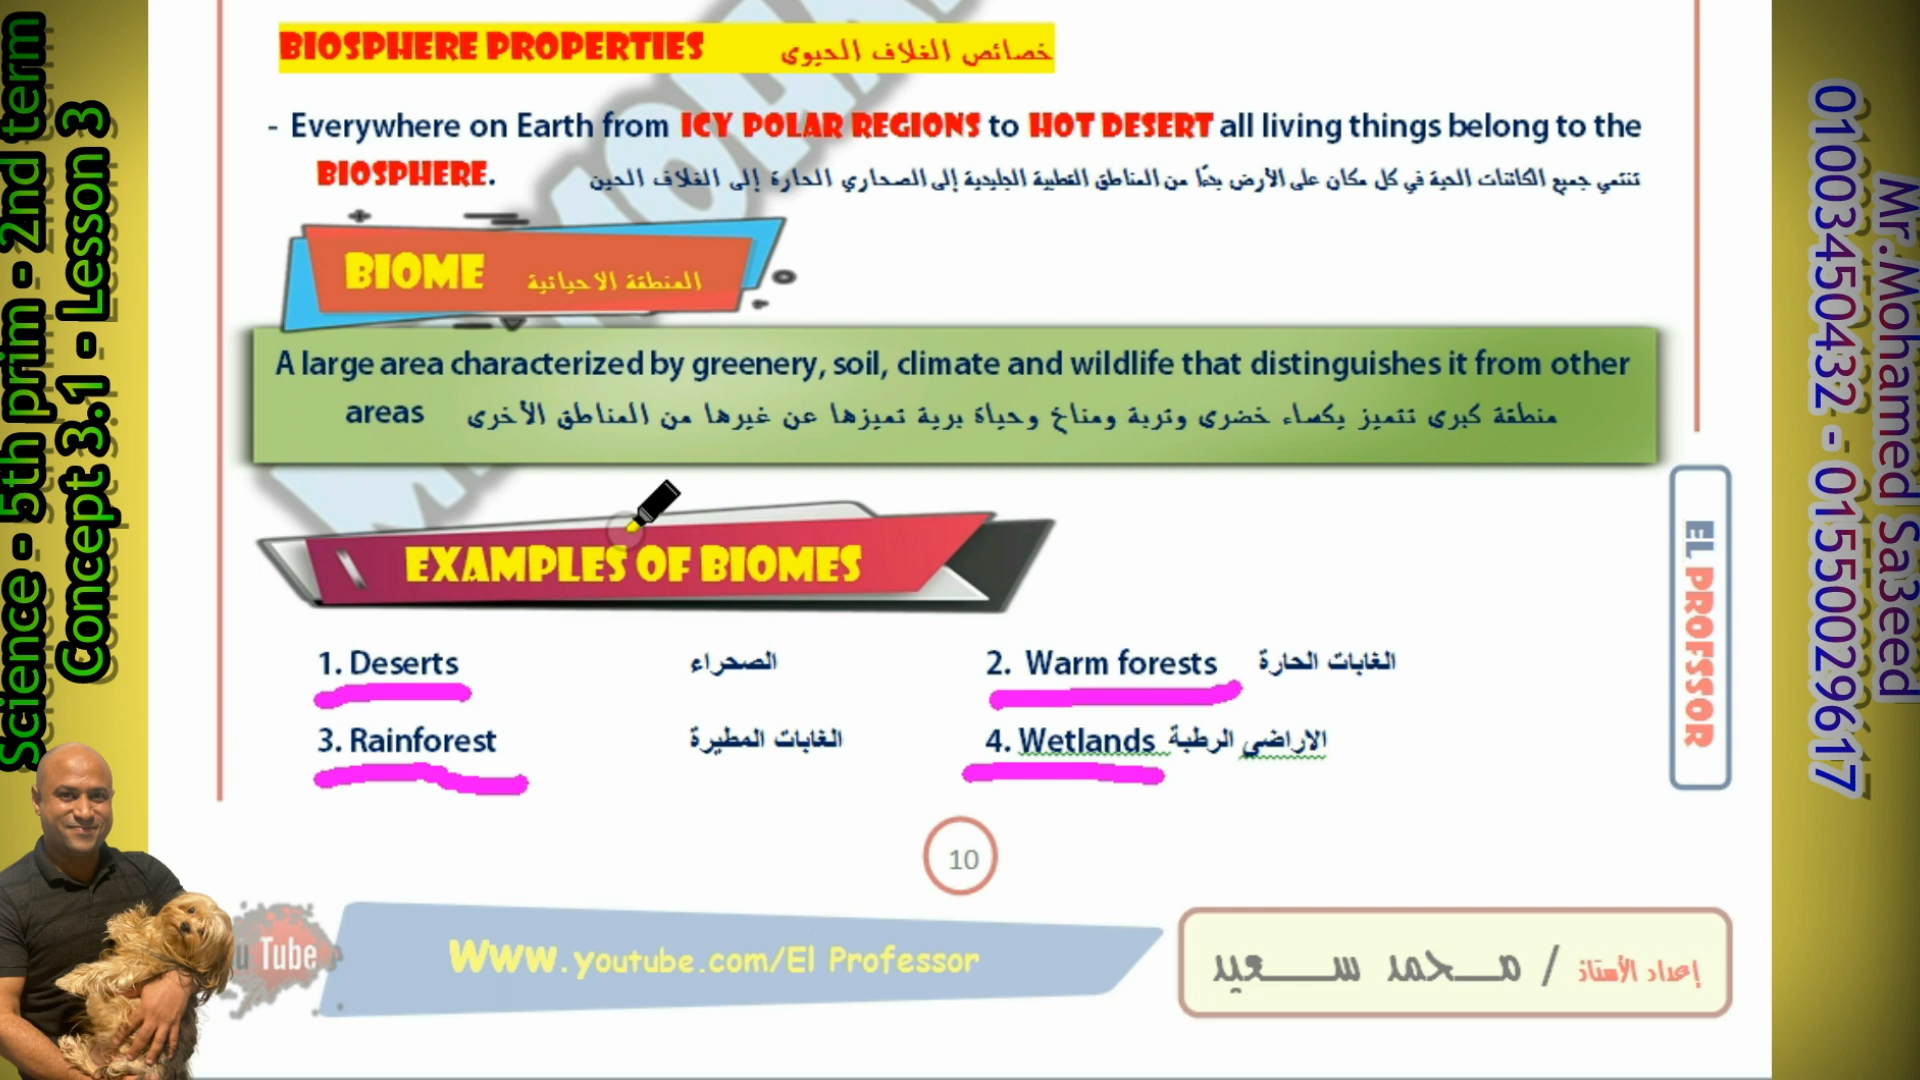 Science - 5th prim - 2nd term
Concept 3.1 - Lesson 3
BIOSPHERE PROPERTIES خصائص الغلاف الحيوى
- Everywhere on Earth from ICY POLAR REGIONS to HOT DESERT all living things belong to the
BIOSPHERE. تنتمي جميع الكائنات الحية في كل مكان على الأرض بدءًا من المناطق القطبية الجليدية إلى الصحاري الحارة إلى الغلاف الحين
BIOME المنطقة الاحيائية
A large area characterized by greenery, soil, climate and wildlife that distinguishes it from other
areas منطقة كبرى تتميز بكساء خضرى وتربة ومناخ وحياة برية تميزها عن غيرها من المناطق الأخرى
EXAMPLES OF BIOMES
1. Deserts الصحراء 2. Warm forests الغابات الحارة
3. Rainforest الغابات المطيرة 4. Wetlands الاراضي الرطبة
10
Tube
Www.youtube.com/El Professor
إعداد الأستاذ / محمد سعيد
EL PROFSSOR
Mr.Mohamed Sa3eed
01003450432 - 01550029617